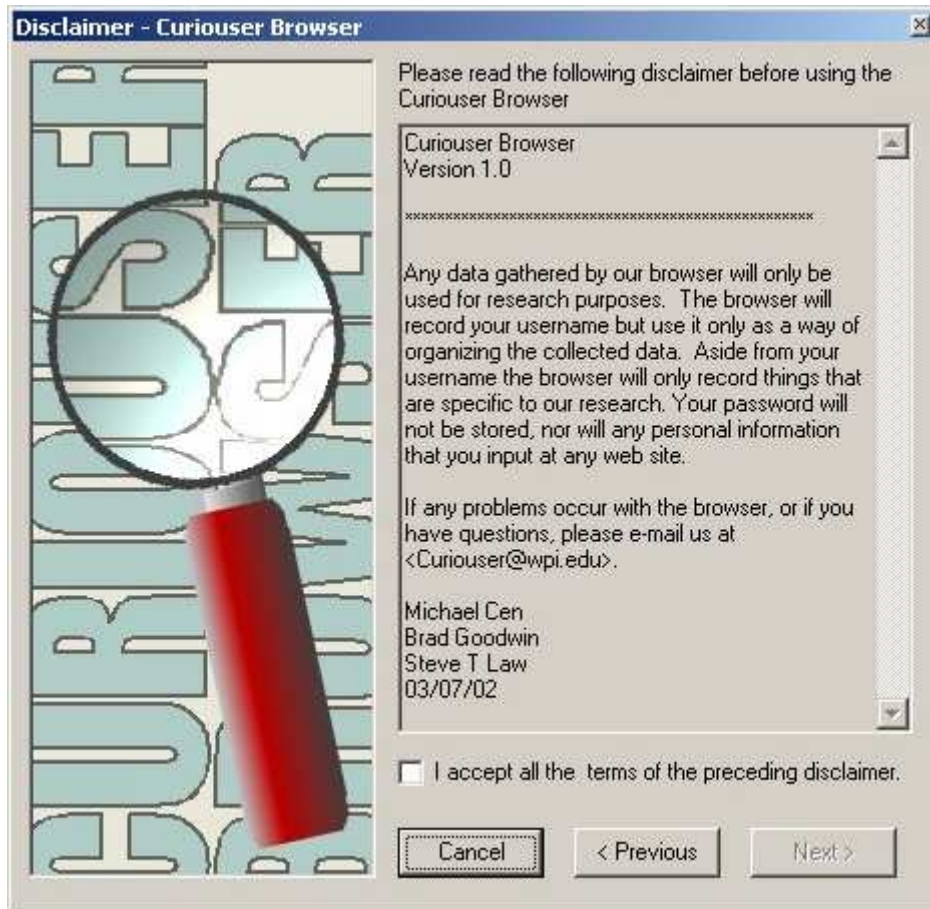 Disclaimer - Curiouser Browser
Please read the following disclaimer before using the
Curiouser Browser
Curiouser Browser
Version 1.0
**************************************************
Any data gathered by our browser will only be
used for research purposes.  The browser will
record your username but use it only as a way of
organizing the collected data.  Aside from your
username the browser will only record things that
are specific to our research. Your password will
not be stored, nor will any personal information
that you input at any web site.
If any problems occur with the browser, or if you
have questions, please e-mail us at
<Curiouser@wpi.edu>.
Michael Cen
Brad Goodwin
Steve T Law
03/07/02
I accept all the  terms of the preceding disclaimer.
Cancel
< Previous
Next >
CURIOUSER
BROWSER